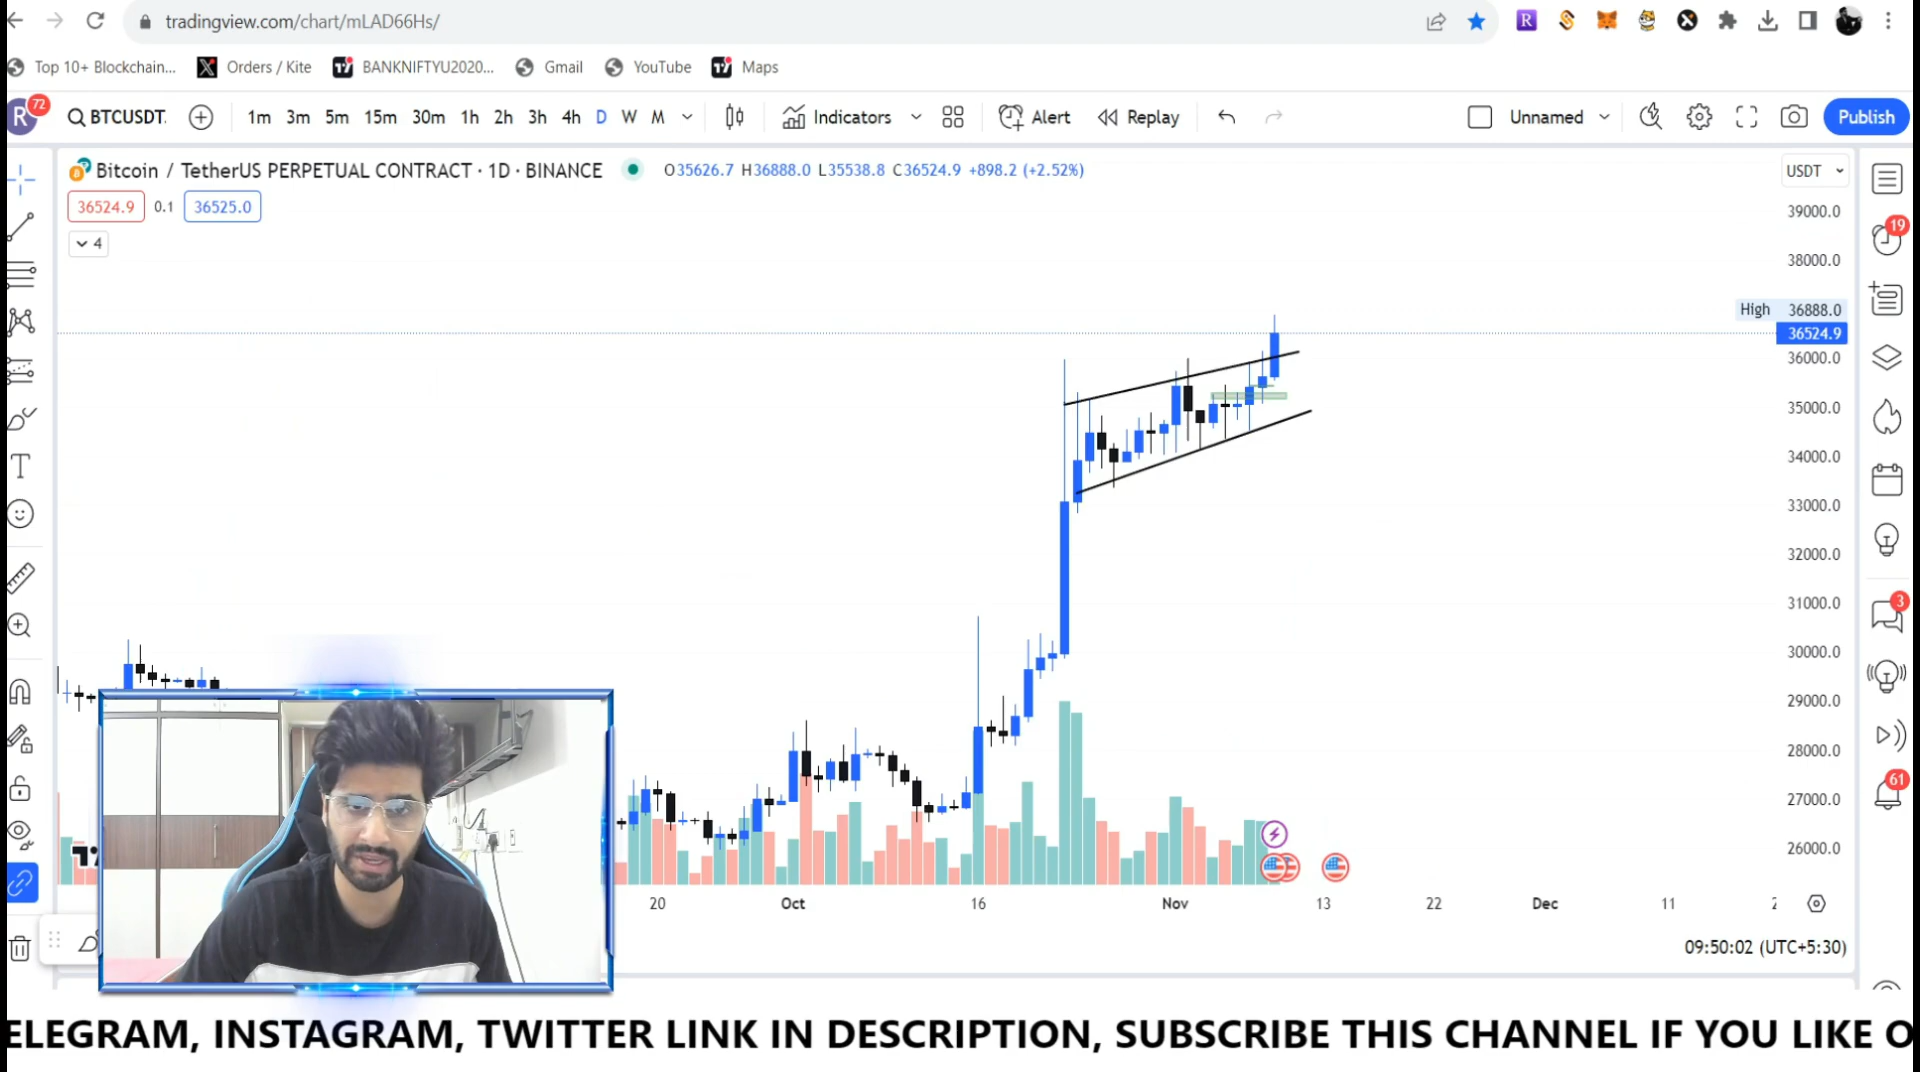 tradingview.com/chart/mLAD66Hs/
R
Top 10+ Blockchain... Orders / Kite BANKNIFTYU2020... Gmail YouTube Maps
R 72 BTCUSDT. 1m 3m 5m 15m 30m 1h 2h 3h 4h D W M Indicators Alert Replay Unnamed Publish
Bitcoin / TetherUS PERPETUAL CONTRACT · 1D · BINANCE O35626.7 H36888.0 L35538.8 C36524.9 +898.2 (+2.52%) USDT
36524.9 0.1 36525.0
4
39000.0
19
38000.0
High 36888.0
36524.9
36000.0
35000.0
34000.0
33000.0
32000.0
31000.0
3
30000.0
29000.0
28000.0
61
27000.0
26000.0
20 Oct 16 Nov 13 22 Dec 11
09:50:02 (UTC+5:30)
ELEGRAM, INSTAGRAM, TWITTER LINK IN DESCRIPTION, SUBSCRIBE THIS CHANNEL IF YOU LIKE O